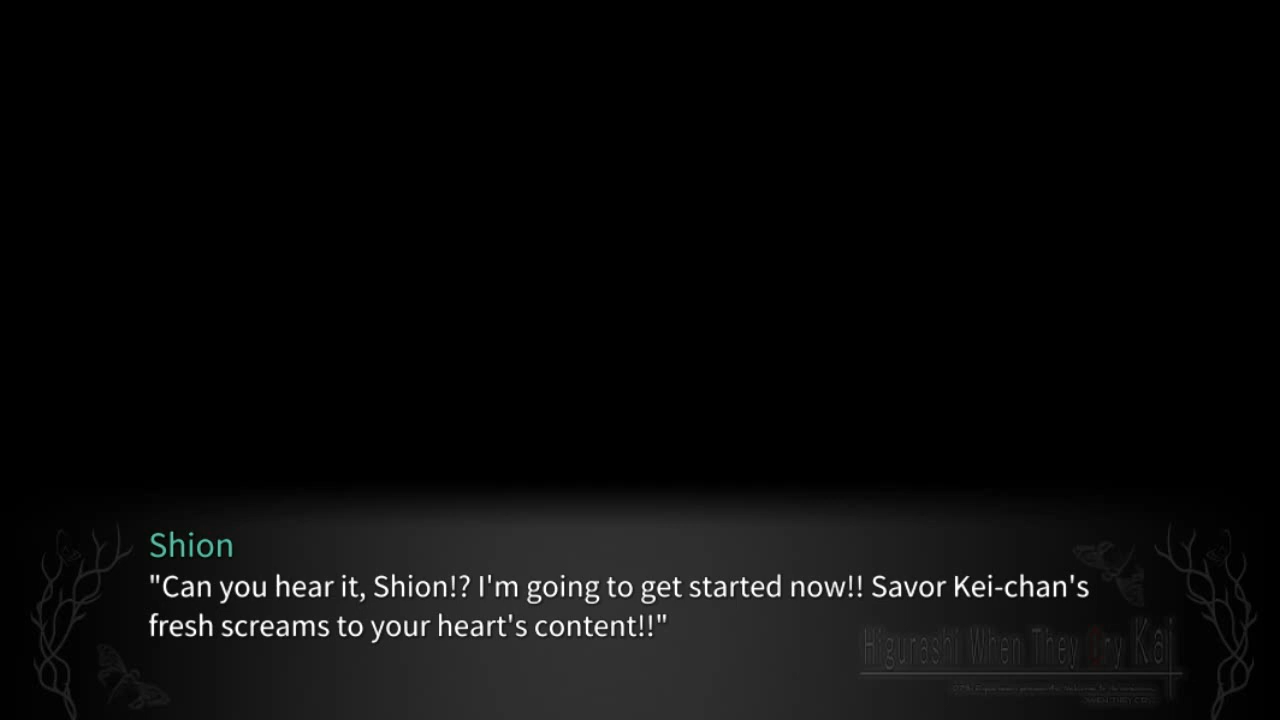 Shion
"Can you hear it, Shion!? I'm going to get started now!! Savor Kei-chan's
fresh screams to your heart's content!!"
Higurashi When They Cry Kai